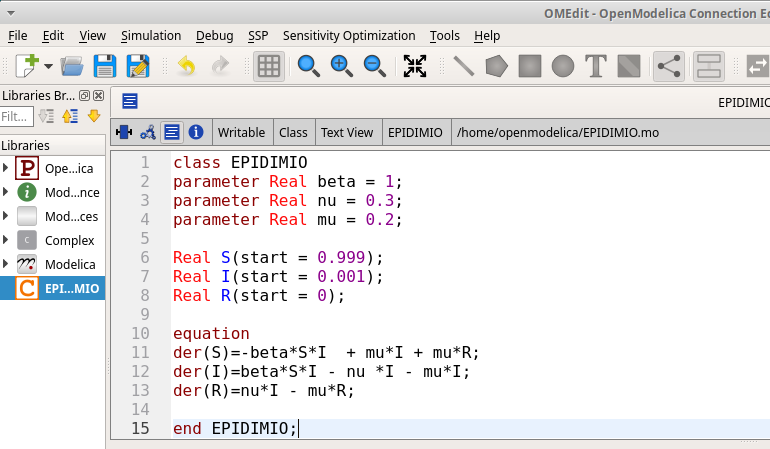 OMEdit - OpenModelica Connection Ed
File Edit View Simulation Debug SSP Sensitivity Optimization Tools Help
T
Libraries Br...
EPIDIMIO
Filt...
Writable Class Text View EPIDIMIO /home/openmodelica/EPIDIMIO.mo
Libraries
P Ope...ica
i Mod...nce
Mod...ces
C Complex
Modelica
C EPI...MIO
1 class EPIDIMIO
2 parameter Real beta = 1;
3 parameter Real nu = 0.3;
4 parameter Real mu = 0.2;
5
6 Real S(start = 0.999);
7 Real I(start = 0.001);
8 Real R(start = 0);
9
10 equation
11 der(S)=-beta*S*I  + mu*I + mu*R;
12 der(I)=beta*S*I - nu *I - mu*I;
13 der(R)=nu*I - mu*R;
14
15 end EPIDIMIO;